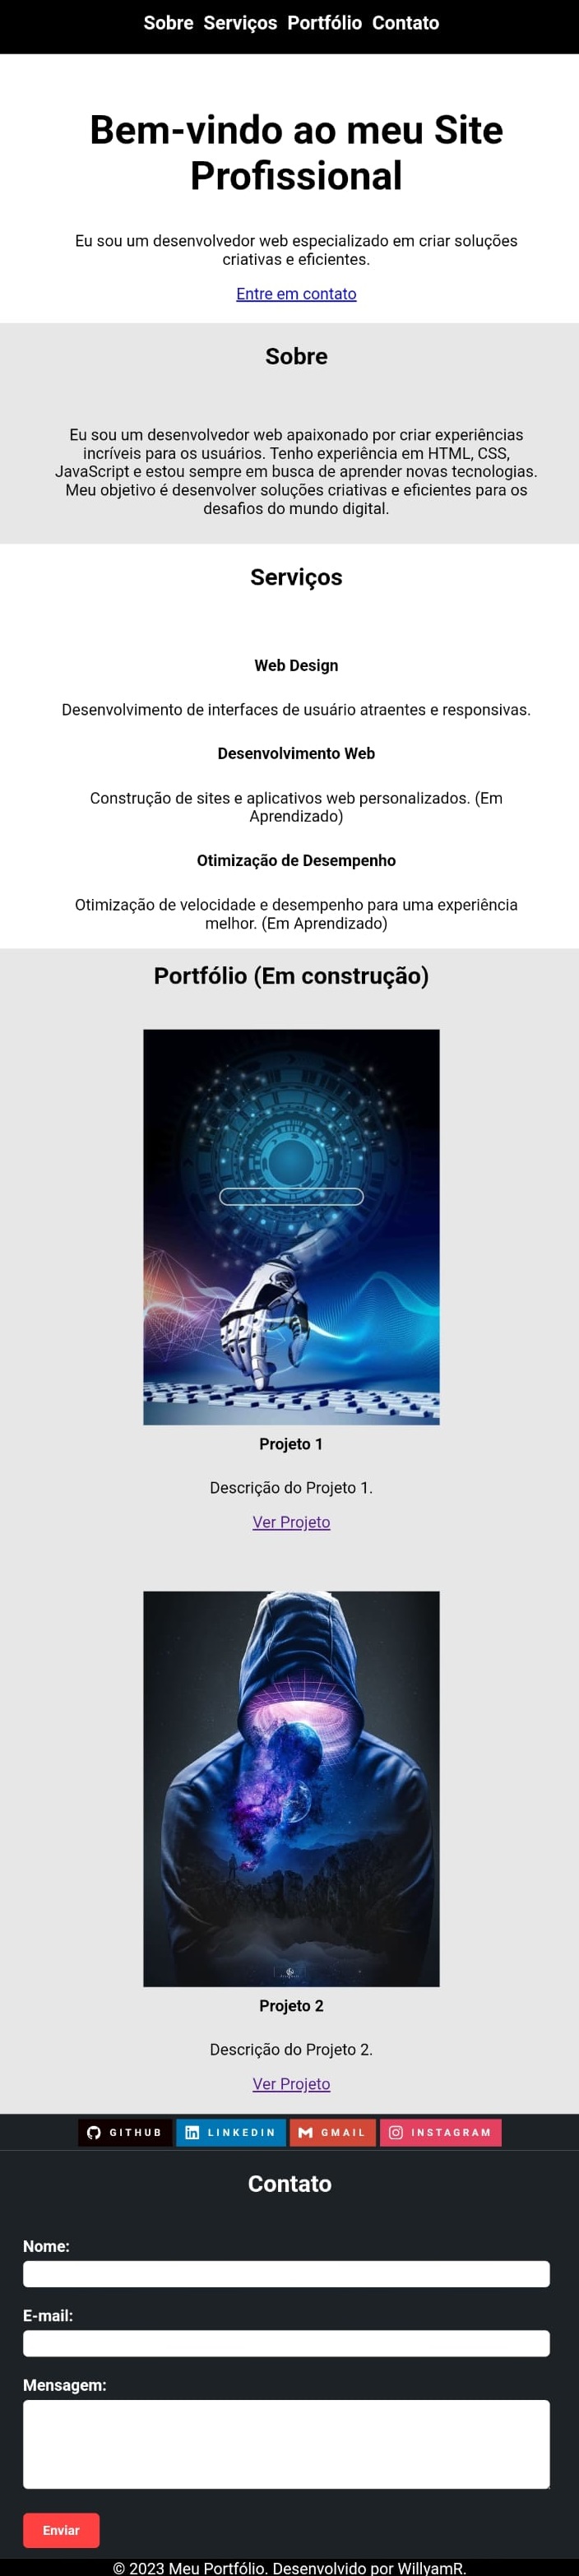 Sobre Serviços Portfólio Contato
Bem-vindo ao meu Site
Profissional
Eu sou um desenvolvedor web especializado em criar soluções
criativas e eficientes.
Entre em contato
Sobre
Eu sou um desenvolvedor web apaixonado por criar experiências
incríveis para os usuários. Tenho experiência em HTML, CSS,
JavaScript e estou sempre em busca de aprender novas tecnologias.
Meu objetivo é desenvolver soluções criativas e eficientes para os
desafios do mundo digital.
Serviços
Web Design
Desenvolvimento de interfaces de usuário atraentes e responsivas.
Desenvolvimento Web
Construção de sites e aplicativos web personalizados. (Em
Aprendizado)
Otimização de Desempenho
Otimização de velocidade e desempenho para uma experiência
melhor. (Em Aprendizado)
Portfólio (Em construção)
Projeto 1
Descrição do Projeto 1.
Ver Projeto
Projeto 2
Descrição do Projeto 2.
Ver Projeto
GITHUB LINKEDIN GMAIL INSTAGRAM
Contato
Nome:
E-mail:
Mensagem:
Enviar
© 2023 Meu Portfólio. Desenvolvido por WillyamR.